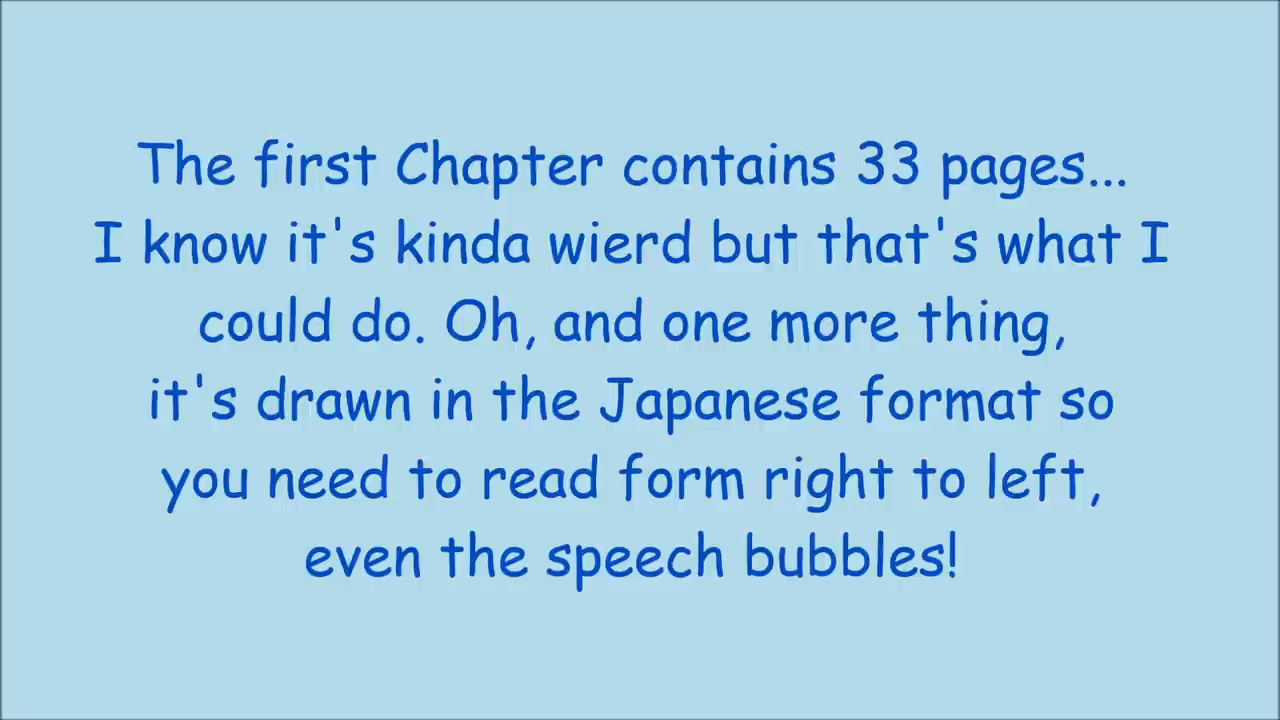 The first Chapter contains 33 pages...
I know it's kinda wierd but that's what I
could do. Oh, and one more thing,
it's drawn in the Japanese format so
you need to read form right to left,
even the speech bubbles!